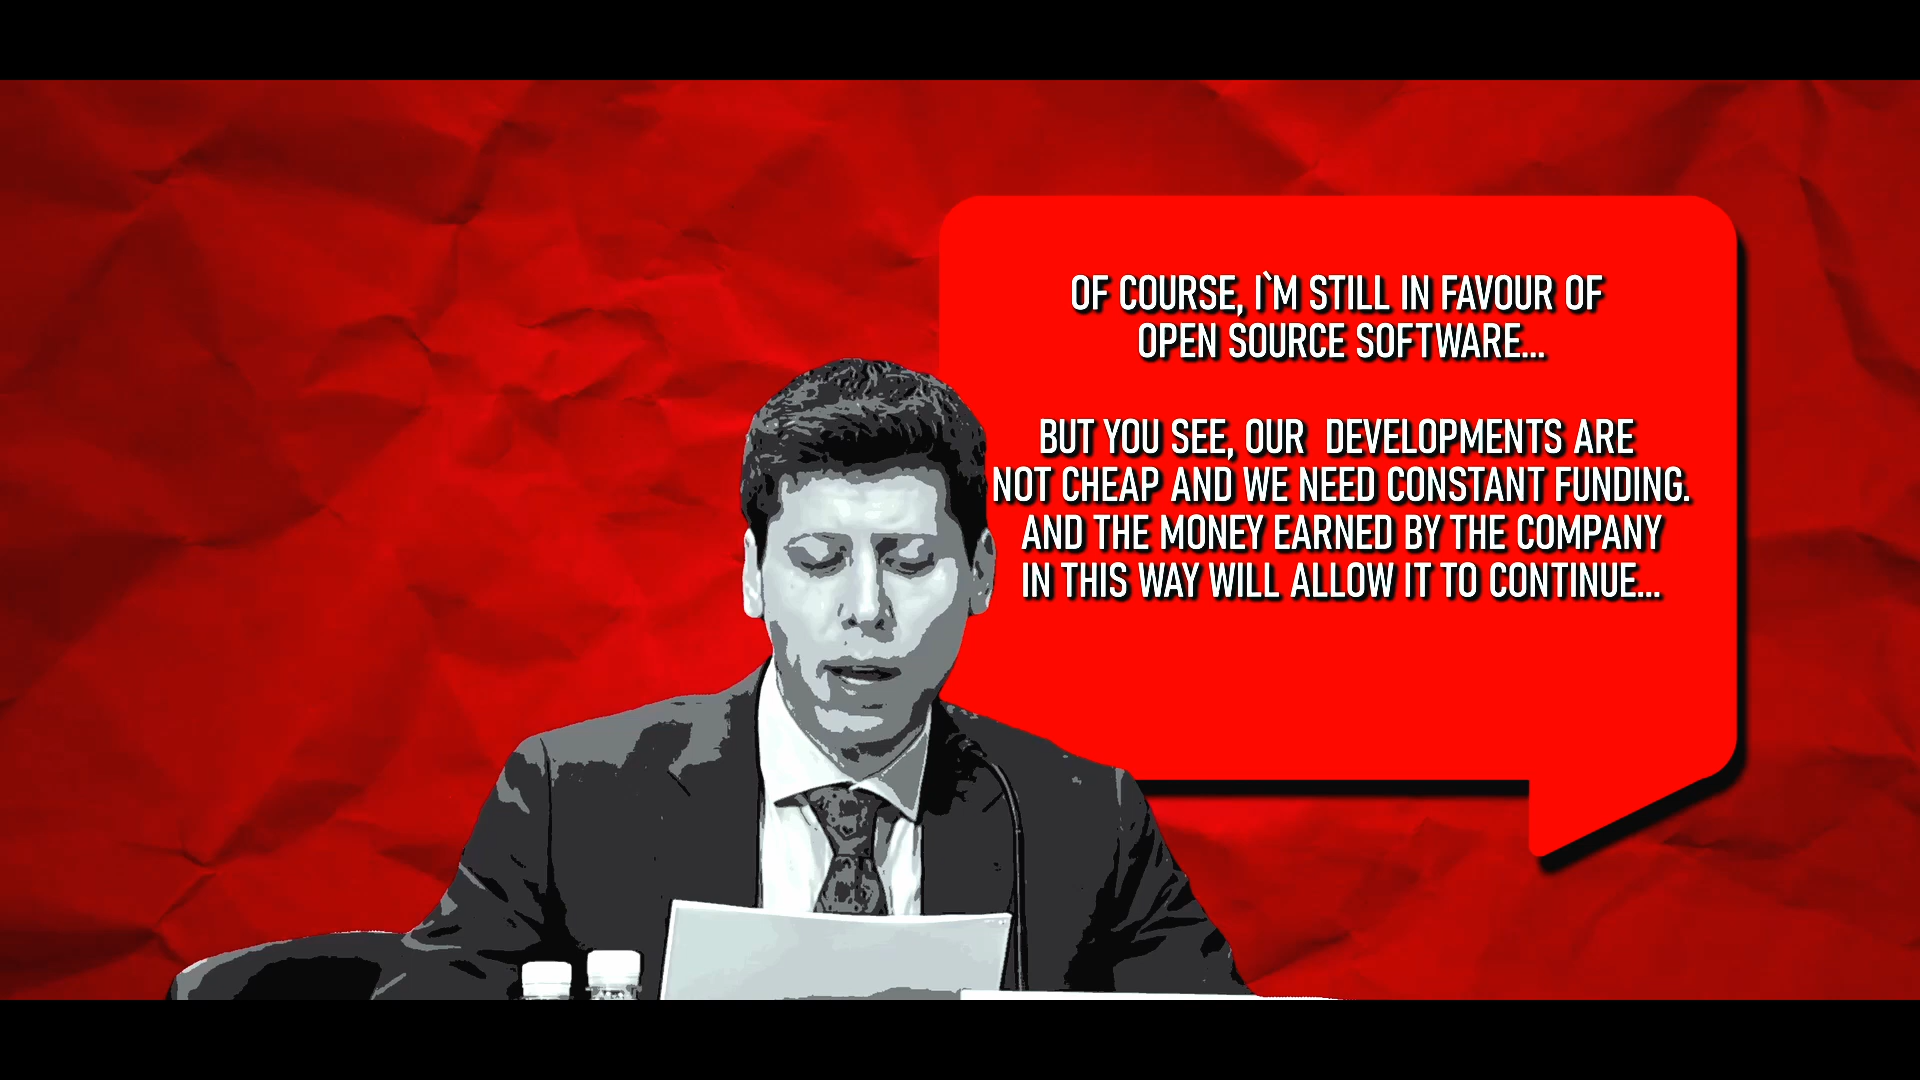 OF COURSE, I`M STILL IN FAVOUR OF
OPEN SOURCE SOFTWARE...
BUT YOU SEE, OUR DEVELOPMENTS ARE
NOT CHEAP AND WE NEED CONSTANT FUNDING.
AND THE MONEY EARNED BY THE COMPANY
IN THIS WAY WILL ALLOW IT TO CONTINUE...